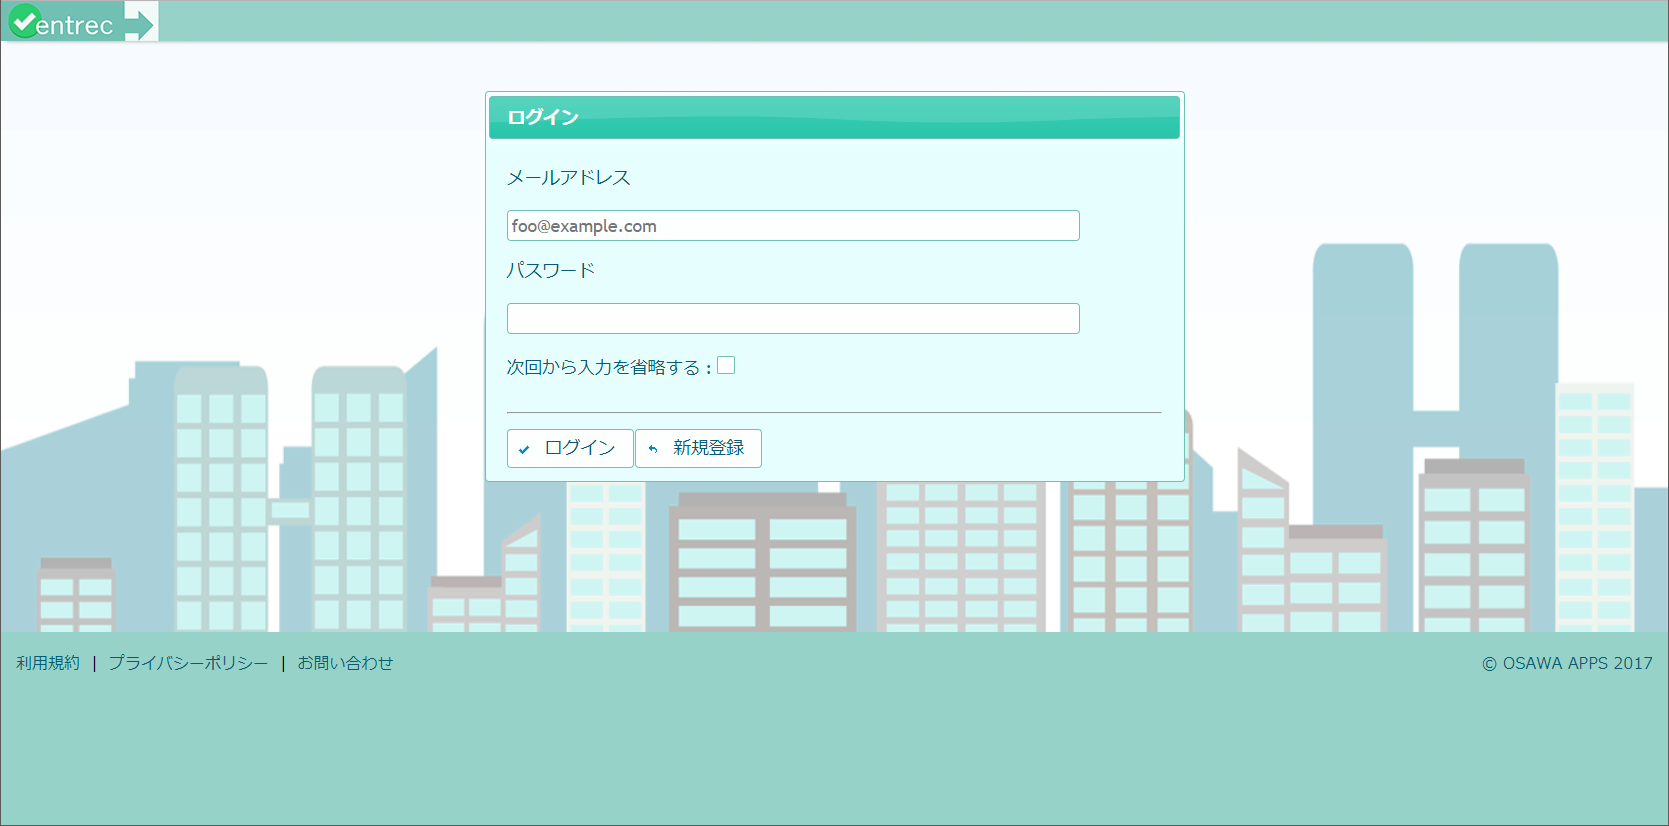 entrec
ログイン
メールアドレス
foo@example.com
パスワード
次回から入力を省略する :
ログイン 新規登録
利用規約 | プライバシーポリシー | お問い合わせ © OSAWA APPS 2017